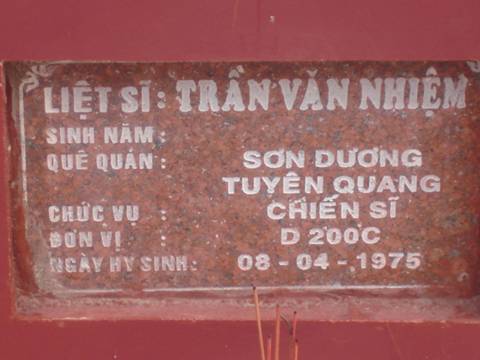 LIỆT SĨ : TRẦN VĂN NHIỆM
SINH NĂM :
QUÊ QUÁN : SƠN DƯƠNG
TUYÊN QUANG
CHỨC VỤ : CHIẾN SĨ
ĐƠN VỊ : D 200C
NGÀY HY SINH : 08 - 04 - 1975